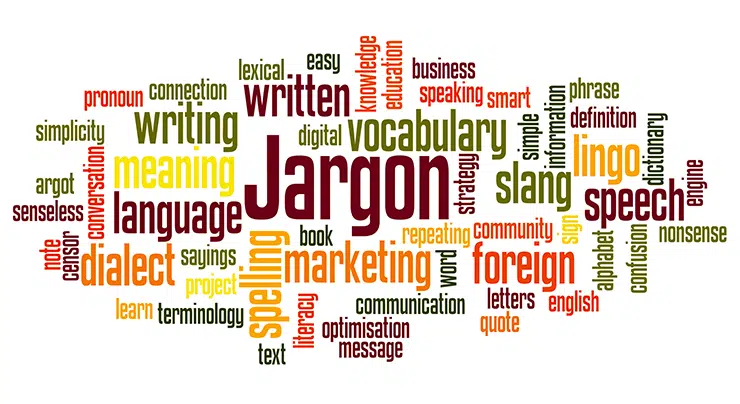 knowledge
education
easy
lexical
business
written
pronoun
connection
speaking
smart
phrase
information
simple
definition
dictionary
simplicity
writing
digital
vocabulary
lingo
conversation
meaning
Jargon
strategy
slang
argot
senseless
language
speech
engine
note
censor
dialect
sayings
spelling
book
marketing
repeating
word
community
foreign
sign
alphabet
confusion
nonsense
project
learn
terminology
literacy
communication
letters
english
quote
text
optimisation
message